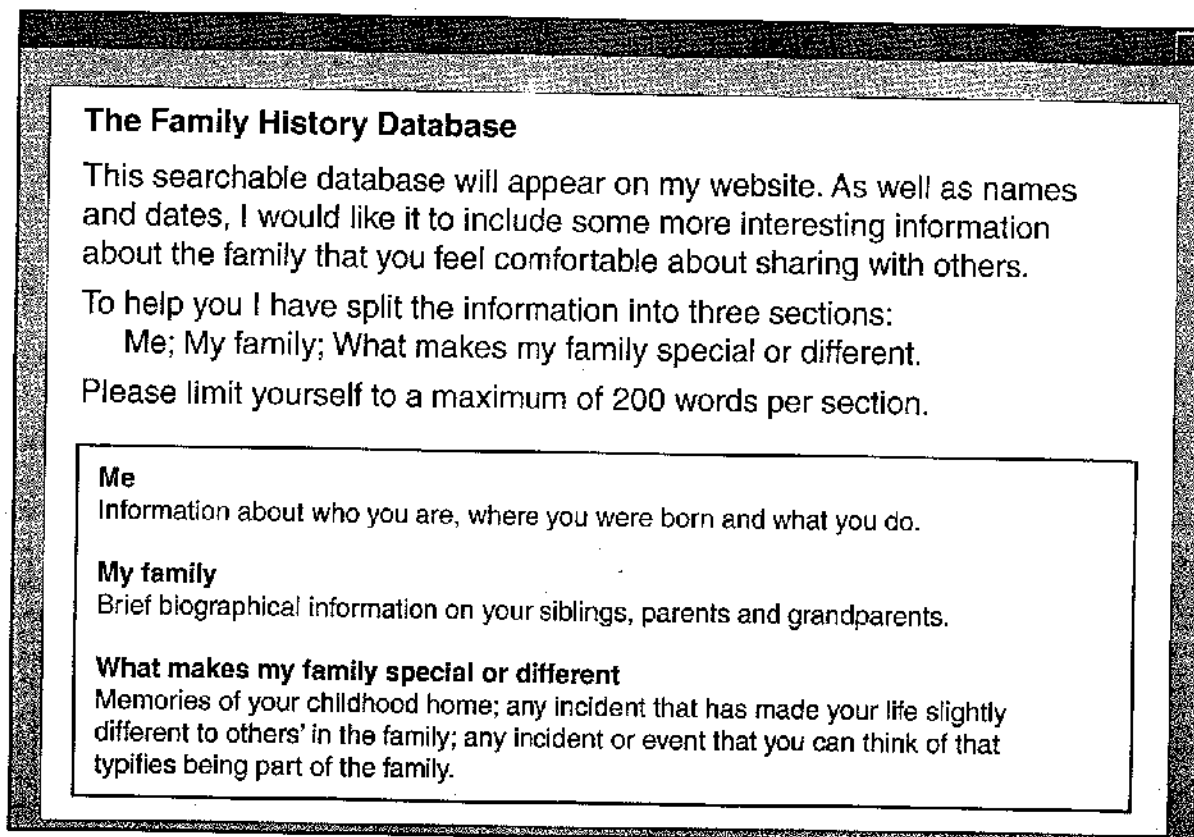 The Family History Database
This searchable database will appear on my website. As well as names
and dates, I would like it to include some more interesting information
about the family that you feel comfortable about sharing with others.
To help you I have split the information into three sections:
Me; My family; What makes my family special or different.
Please limit yourself to a maximum of 200 words per section.
Me
Information about who you are, where you were born and what you do.
My family
Brief biographical information on your siblings, parents and grandparents.
What makes my family special or different
Memories of your childhood home; any incident that has made your life slightly
different to others' in the family; any incident or event that you can think of that
typifies being part of the family.